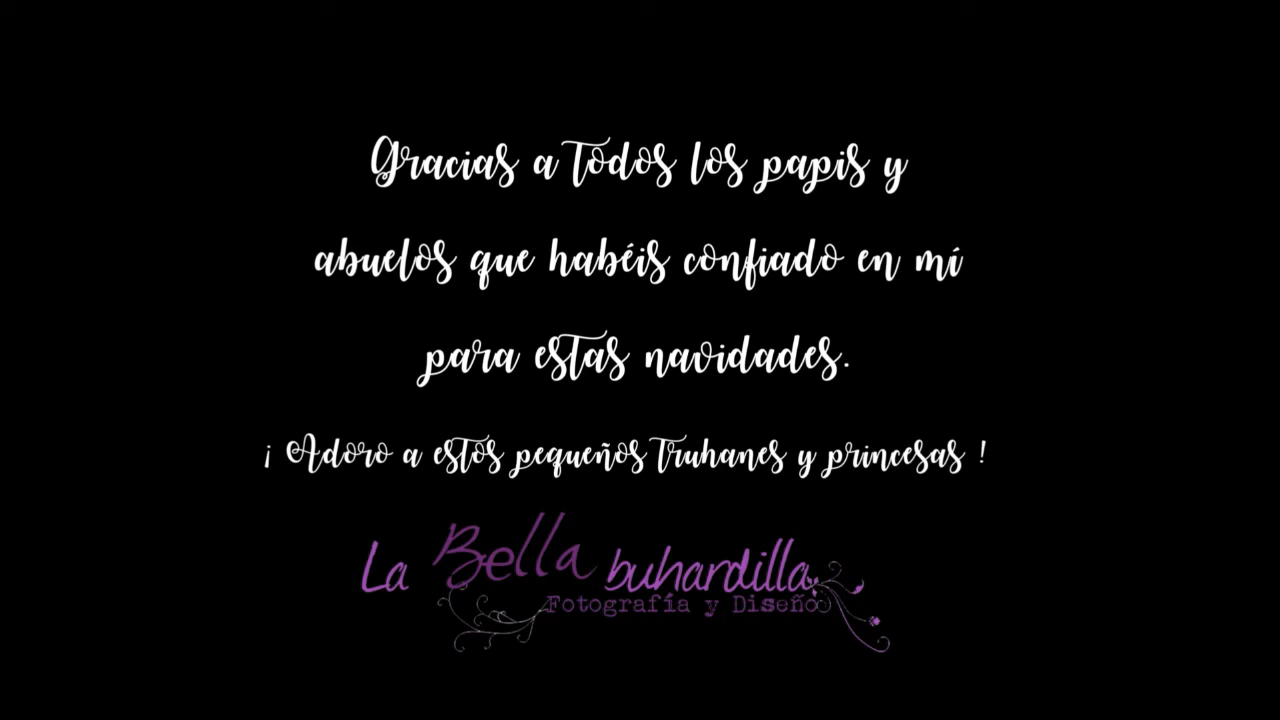 Gracias a todos los papis y
abuelos que habéis confiado en mí
para estas navidades.
¡ Adoro a estos pequeños truhanes y princesas !
La Bella buhardilla
Fotografía y Diseño